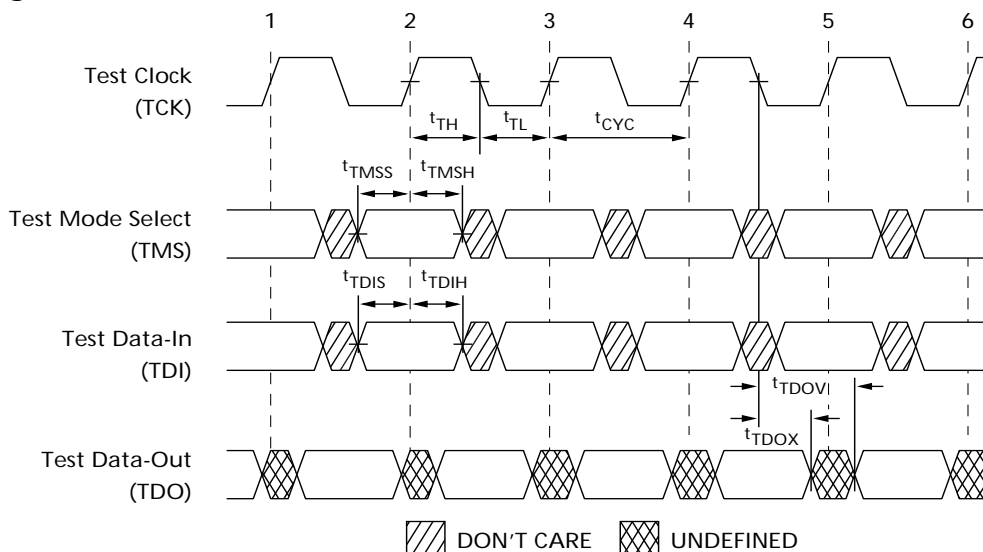 1 2 3 4 5 6
Test Clock
(TCK)
tTH tTL tCYC
tTMSS tTMSH
Test Mode Select
(TMS)
tTDIS tTDIH
Test Data-In
(TDI)
tTDOV
tTDOX
Test Data-Out
(TDO)
DON'T CARE UNDEFINED